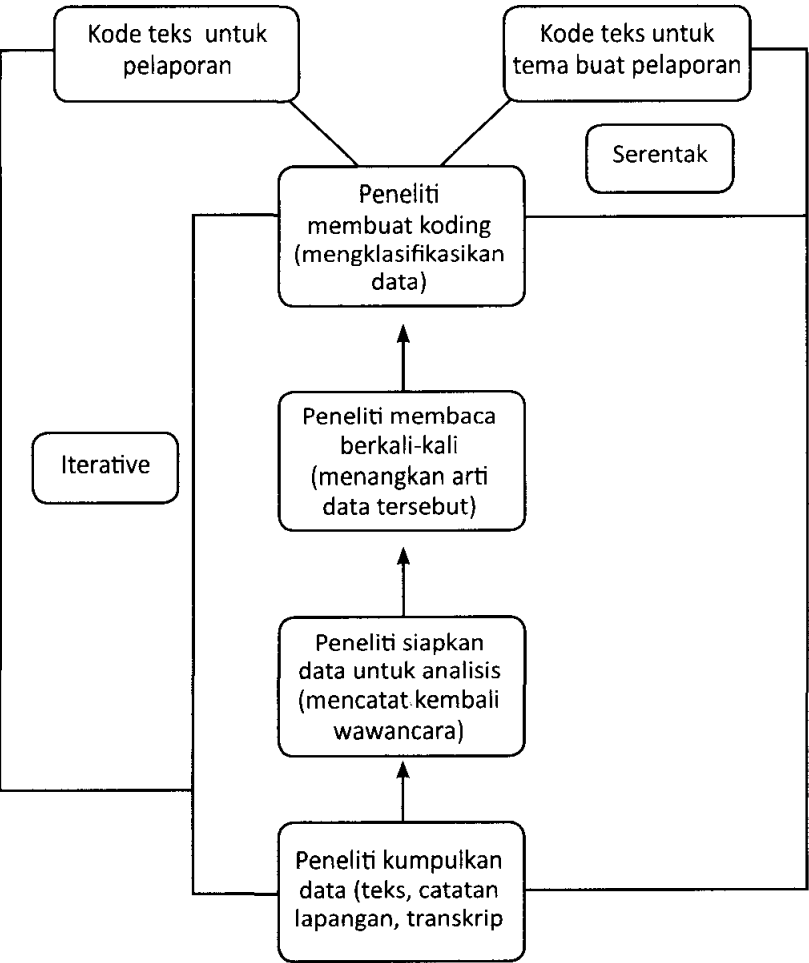 Kode teks untuk
pelaporan
Kode teks untuk
tema buat pelaporan
Serentak
Peneliti
membuat koding
(mengklasifikasikan
data)
Peneliti membaca
berkali-kali
(menangkan arti
data tersebut)
Iterative
Peneliti siapkan
data untuk analisis
(mencatat kembali
wawancara)
Peneliti kumpulkan
data (teks, catatan
lapangan, transkrip